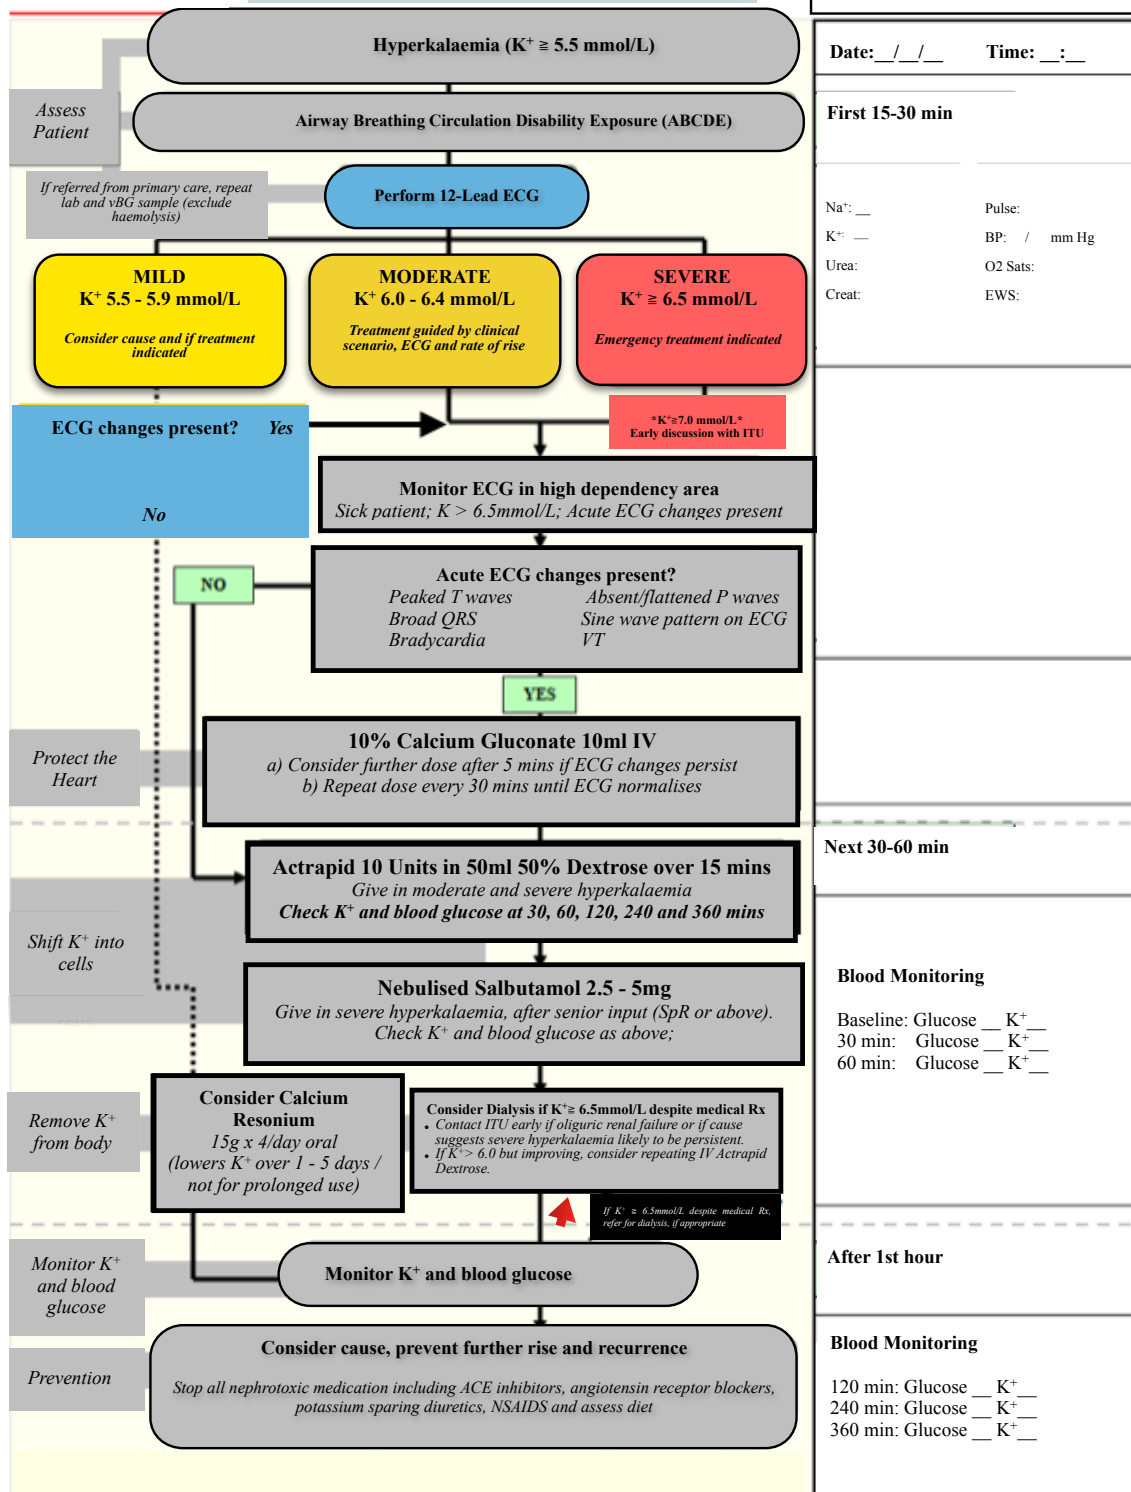 Hyperkalaemia (K⁺ ≧ 5.5 mmol/L)
Assess
Patient
Airway Breathing Circulation Disability Exposure (ABCDE)
If referred from primary care, repeat
lab and vBG sample (exclude
haemolysis)
Perform 12-Lead ECG
MILD
K⁺ 5.5 - 5.9 mmol/L
Consider cause and if treatment
indicated
MODERATE
K⁺ 6.0 - 6.4 mmol/L
Treatment guided by clinical
scenario, ECG and rate of rise
SEVERE
K⁺ ≧ 6.5 mmol/L
Emergency treatment indicated
ECG changes present? Yes
No
*K⁺≧7.0 mmol/L*
Early discussion with ITU
Monitor ECG in high dependency area
Sick patient; K > 6.5mmol/L; Acute ECG changes present
NO
Acute ECG changes present?
Peaked T waves Absent/flattened P waves
Broad QRS Sine wave pattern on ECG
Bradycardia VT
YES
Protect the
Heart
10% Calcium Gluconate 10ml IV
a) Consider further dose after 5 mins if ECG changes persist
b) Repeat dose every 30 mins until ECG normalises
Shift K⁺ into
cells
Actrapid 10 Units in 50ml 50% Dextrose over 15 mins
Give in moderate and severe hyperkalaemia
Check K⁺ and blood glucose at 30, 60, 120, 240 and 360 mins
Nebulised Salbutamol 2.5 - 5mg
Give in severe hyperkalaemia, after senior input (SpR or above).
Check K⁺ and blood glucose as above;
Remove K⁺
from body
Consider Calcium
Resonium
15g x 4/day oral
(lowers K⁺ over 1 - 5 days /
not for prolonged use)
Consider Dialysis if K⁺≧ 6.5mmol/L despite medical Rx
• Contact ITU early if oliguric renal failure or if cause
suggests severe hyperkalaemia likely to be persistent.
• If K⁺> 6.0 but improving, consider repeating IV Actrapid
Dextrose.
If K⁺ ≧ 6.5mmol/L despite medical Rx,
refer for dialysis, if appropriate
Monitor K⁺
and blood
glucose
Monitor K⁺ and blood glucose
Prevention
Consider cause, prevent further rise and recurrence
Stop all nephrotoxic medication including ACE inhibitors, angiotensin receptor blockers,
potassium sparing diuretics, NSAIDS and assess diet
Date:__/__/__ Time: __:__
First 15-30 min
Na⁺: __ Pulse:
K⁺: __ BP: / mm Hg
Urea: O2 Sats:
Creat: EWS:
Next 30-60 min
Blood Monitoring
Baseline: Glucose __ K⁺__
30 min: Glucose __ K⁺__
60 min: Glucose __ K⁺__
After 1st hour
Blood Monitoring
120 min: Glucose __ K⁺__
240 min: Glucose __ K⁺__
360 min: Glucose __ K⁺__